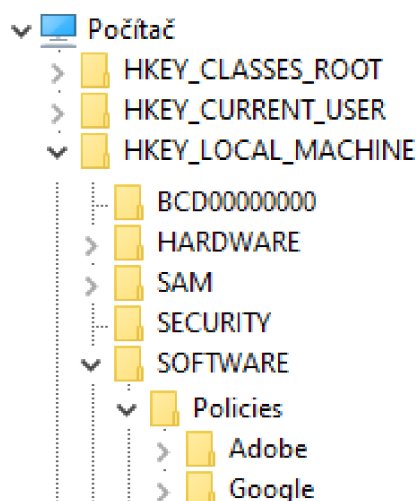 Počítač
HKEY_CLASSES_ROOT
HKEY_CURRENT_USER
HKEY_LOCAL_MACHINE
BCD00000000
HARDWARE
SAM
SECURITY
SOFTWARE
Policies
Adobe
Google